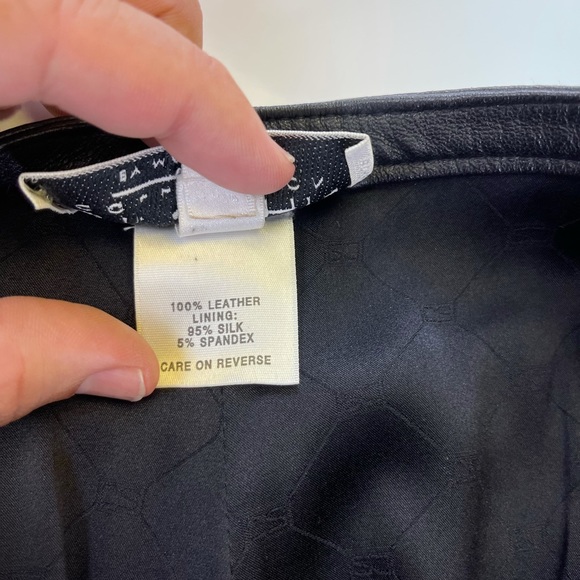 100% LEATHER
LINING:
95% SILK
5% SPANDEX
CARE ON REVERSE